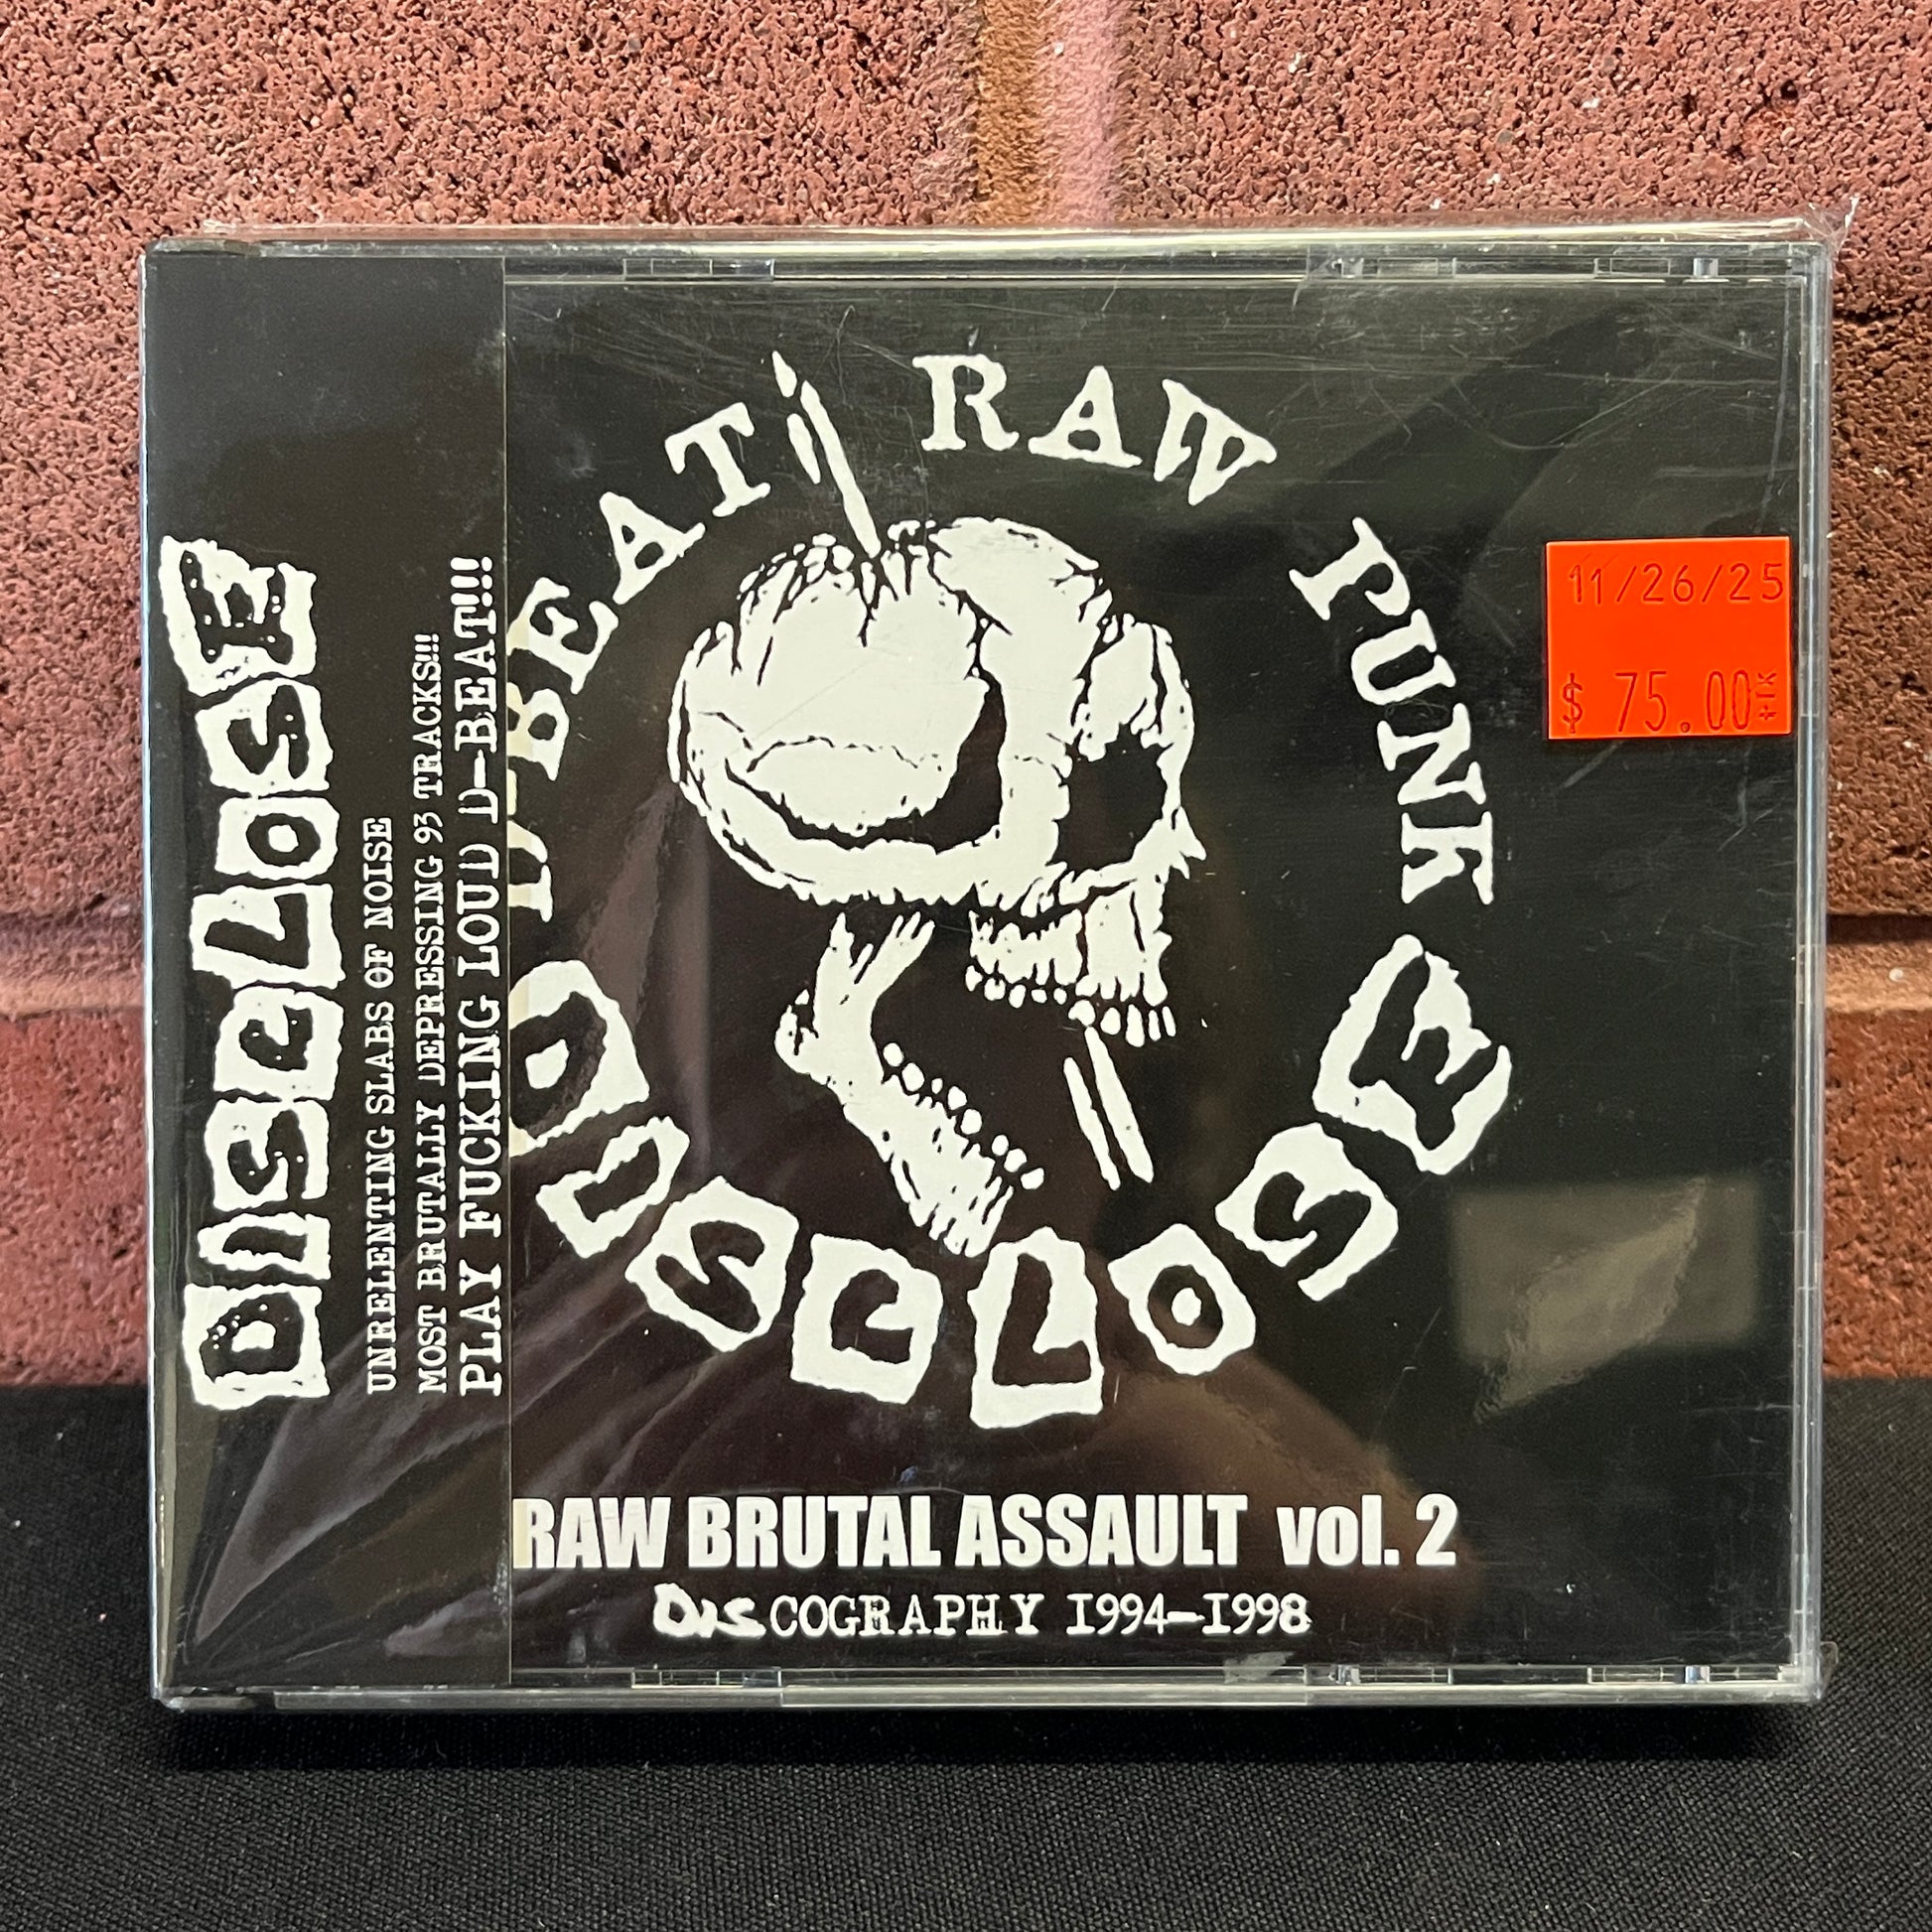 DISCLOSE
UNRELENTING SLABS OF NOISE
MOST BRUTALLY DEPRESSING 93 TRACKS!!!
PLAY FUCKING LOUD D-BEAT!!!
D-BEAT RAW PUNK
DISCLOSE
11/26/25
$ 75.00
RAW BRUTAL ASSAULT vol. 2
DISCOGRAPHY 1994-1998